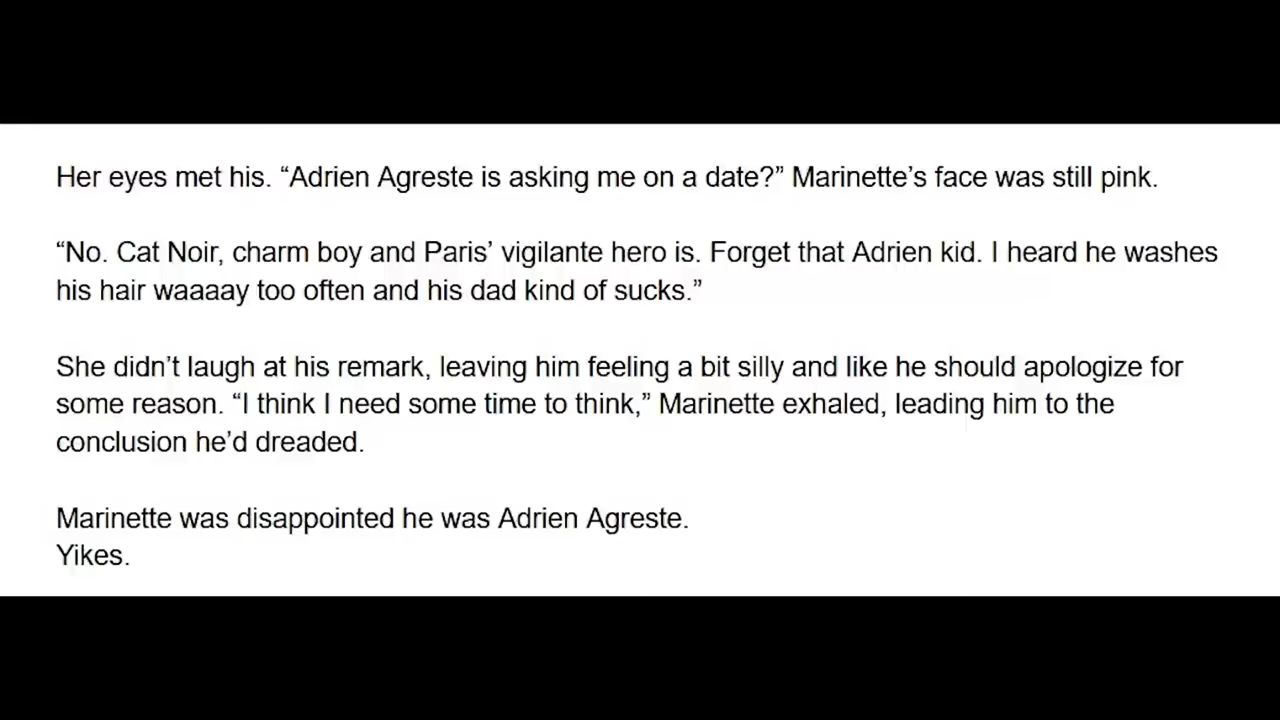 Her eyes met his. “Adrien Agreste is asking me on a date?” Marinette’s face was still pink.
“No. Cat Noir, charm boy and Paris’ vigilante hero is. Forget that Adrien kid. I heard he washes
his hair waaaay too often and his dad kind of sucks.”
She didn’t laugh at his remark, leaving him feeling a bit silly and like he should apologize for
some reason. “I think I need some time to think,” Marinette exhaled, leading him to the
conclusion he’d dreaded.
Marinette was disappointed he was Adrien Agreste.
Yikes.